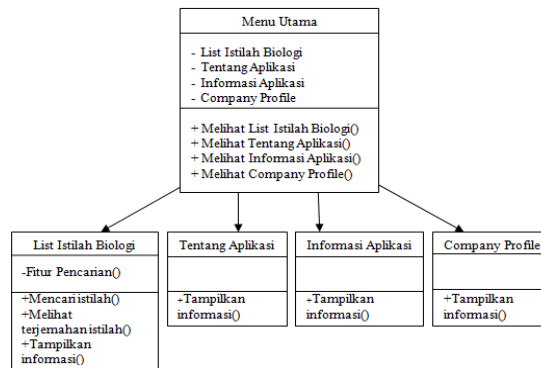 Menu Utama
- List Istilah Biologi
- Tentang Aplikasi
- Informasi Aplikasi
- Company Profile
+ Melihat List Istilah Biologi()
+ Melihat Tentang Aplikasi()
+ Melihat Informasi Aplikasi()
+ Melihat Company Profile()
List Istilah Biologi
-Fitur Pencarian()
+Mencari istilah()
+Melihat
terjemahan istilah()
+Tampilkan
informasi()
Tentang Aplikasi
+Tampilkan
informasi()
Informasi Aplikasi
+Tampilkan
informasi()
Company Profile
+Tampilkan
informasi()